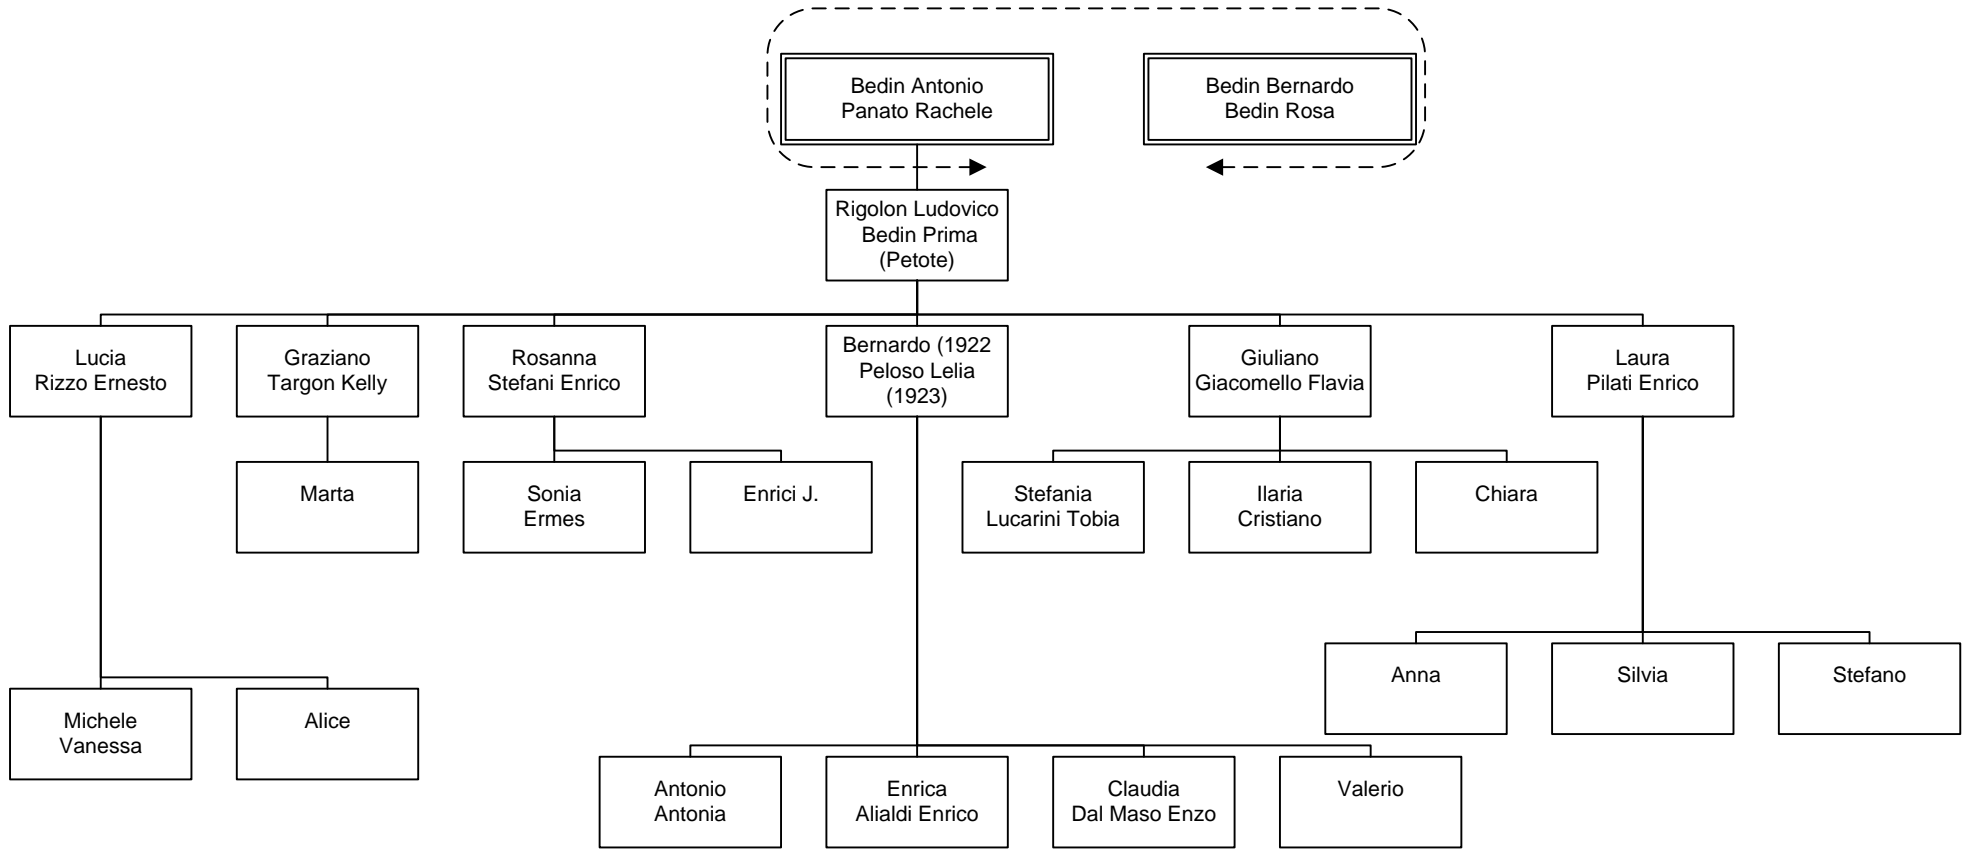 Bedin Antonio
Panato Rachele
Bedin Bernardo
Bedin Rosa
Rigolon Ludovico
Bedin Prima
(Petote)
Lucia
Rizzo Ernesto
Graziano
Targon Kelly
Rosanna
Stefani Enrico
Bernardo (1922
Peloso Lelia
(1923)
Giuliano
Giacomello Flavia
Laura
Pilati Enrico
Marta
Sonia
Ermes
Enrici J.
Stefania
Lucarini Tobia
Ilaria
Cristiano
Chiara
Anna
Silvia
Stefano
Michele
Vanessa
Alice
Antonio
Antonia
Enrica
Alialdi Enrico
Claudia
Dal Maso Enzo
Valerio